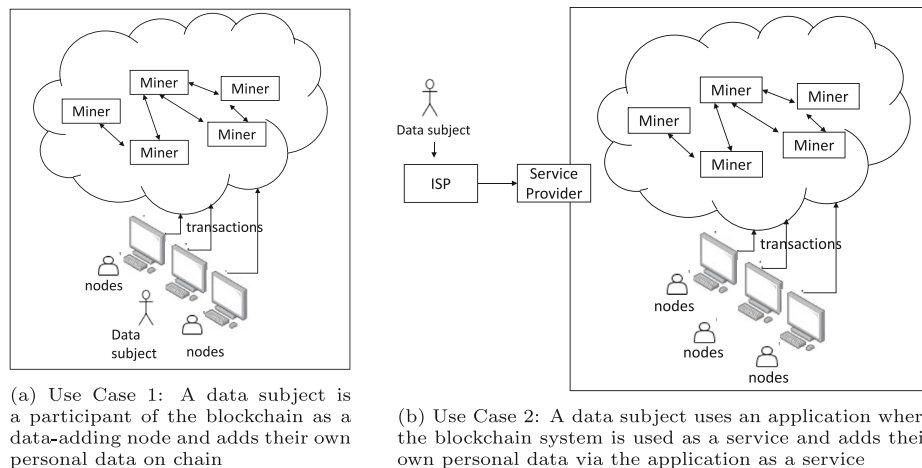 Miner
Miner
Miner
Miner
Miner
transactions
nodes
Data
subject
nodes
(a) Use Case 1: A data subject is
a participant of the blockchain as a
data-adding node and adds their own
personal data on chain
Data subject
ISP
Service
Provider
Miner
Miner
Miner
Miner
Miner
transactions
nodes
nodes
nodes
(b) Use Case 2: A data subject uses an application wher
the blockchain system is used as a service and adds thei
own personal data via the application as a service